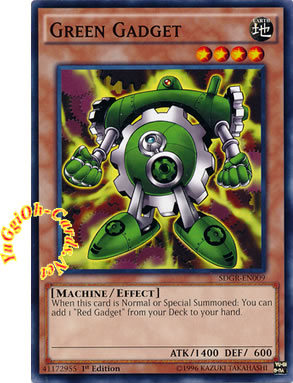 GREEN GADGET
EARTH
地
YuGgiOh-Cards.Net
SDGR-EN009
[MACHINE/EFFECT]
When this card is Normal or Special Summoned: You can
add 1 "Red Gadget" from your Deck to your hand.
ATK/1400 DEF/ 600
41172955 1st Edition
©1996 KAZUKI TAKAHASHI